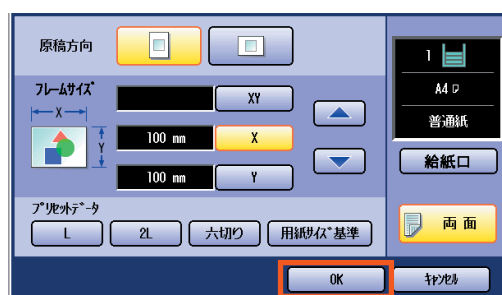 原稿方向
1
A4
普通紙
ﾌﾚｰﾑｻｲｽﾞ
X
XY
Y
100 mm
X
100 mm
Y
給紙口
ﾌﾟﾘｾｯﾄﾃﾞｰﾀ
L
2L
六切り
用紙ｻｲｽﾞ基準
両面
OK
ｷｬﾝｾﾙ